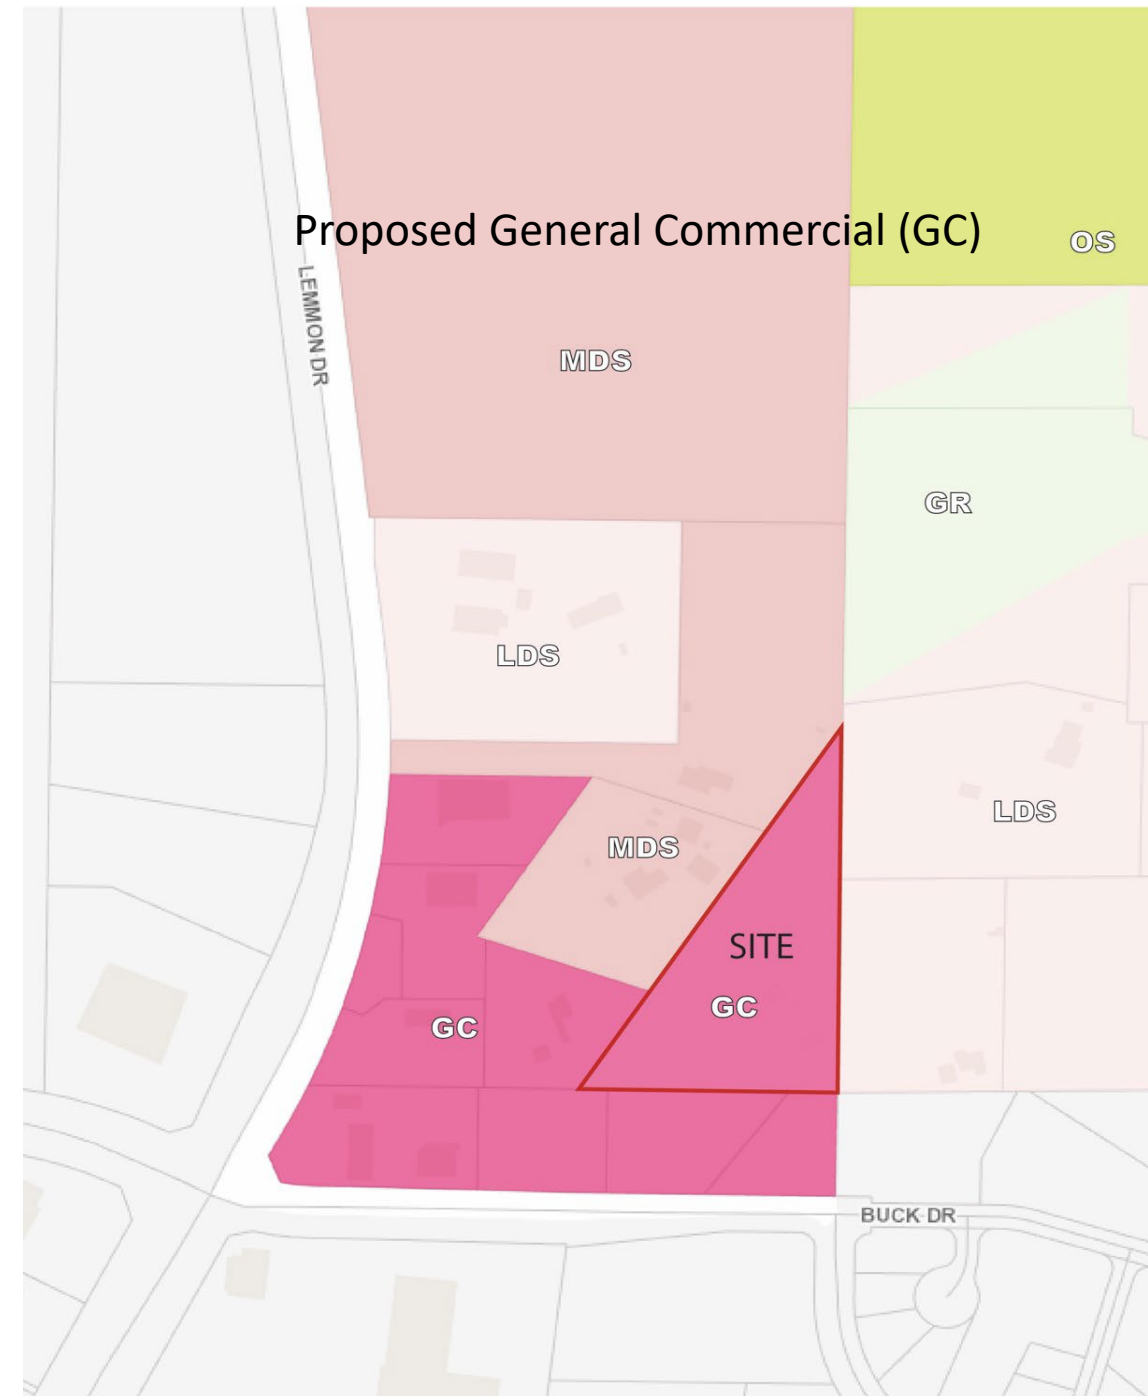 Proposed General Commercial (GC)
OS
LEMMON DR
MDS
GR
LDS
LDS
MDS
SITE
GC
GC
BUCK DR